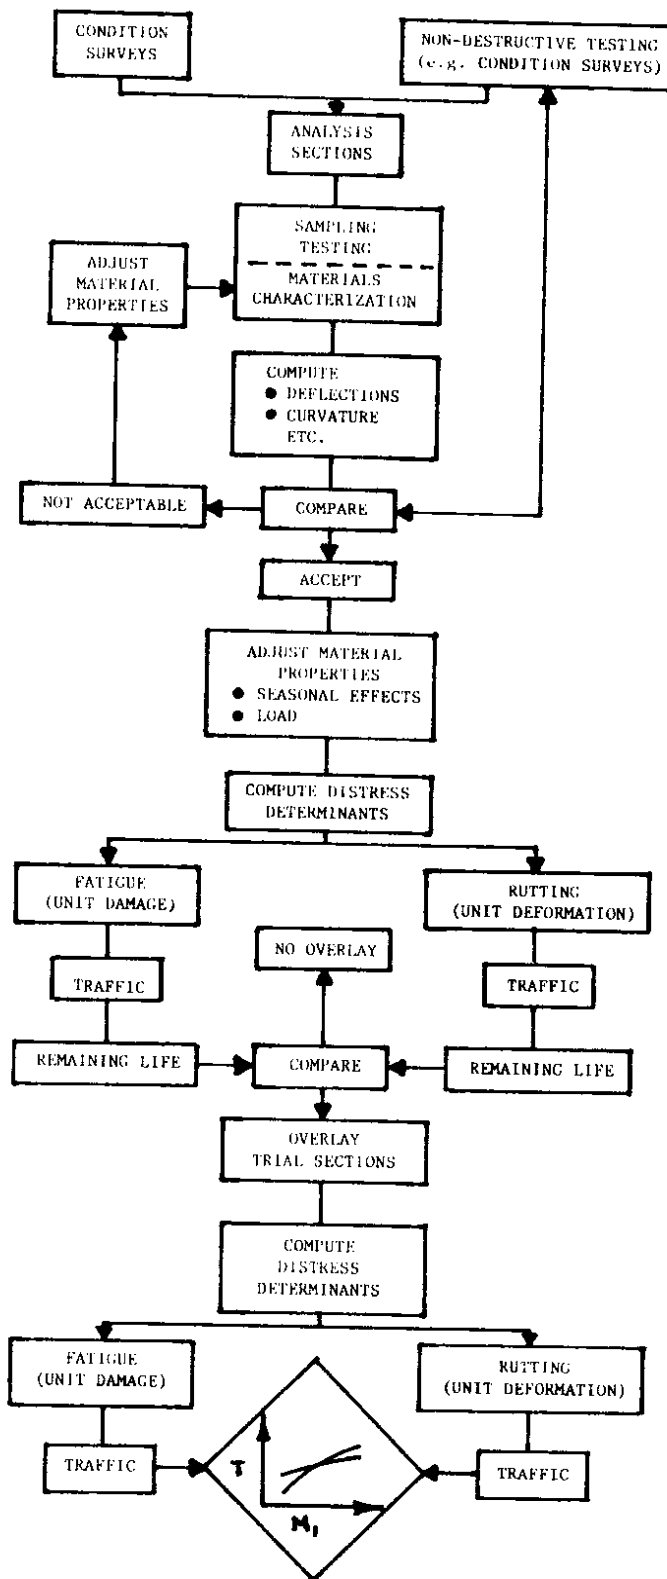 CONDITION
SURVEYS
NON-DESTRUCTIVE TESTING
(e.g. CONDITION SURVEYS)
ANALYSIS
SECTIONS
SAMPLING
TESTING
MATERIALS
CHARACTERIZATION
ADJUST
MATERIAL
PROPERTIES
COMPUTE
● DEFLECTIONS
● CURVATURE
ETC.
NOT ACCEPTABLE
COMPARE
ACCEPT
ADJUST MATERIAL
PROPERTIES
● SEASONAL EFFECTS
● LOAD
COMPUTE DISTRESS
DETERMINANTS
FATIGUE
(UNIT DAMAGE)
RUTTING
(UNIT DEFORMATION)
NO OVERLAY
TRAFFIC
TRAFFIC
REMAINING LIFE
COMPARE
REMAINING LIFE
OVERLAY
TRIAL SECTIONS
COMPUTE
DISTRESS
DETERMINANTS
FATIGUE
(UNIT DAMAGE)
RUTTING
(UNIT DEFORMATION)
TRAFFIC
T
M₁
TRAFFIC